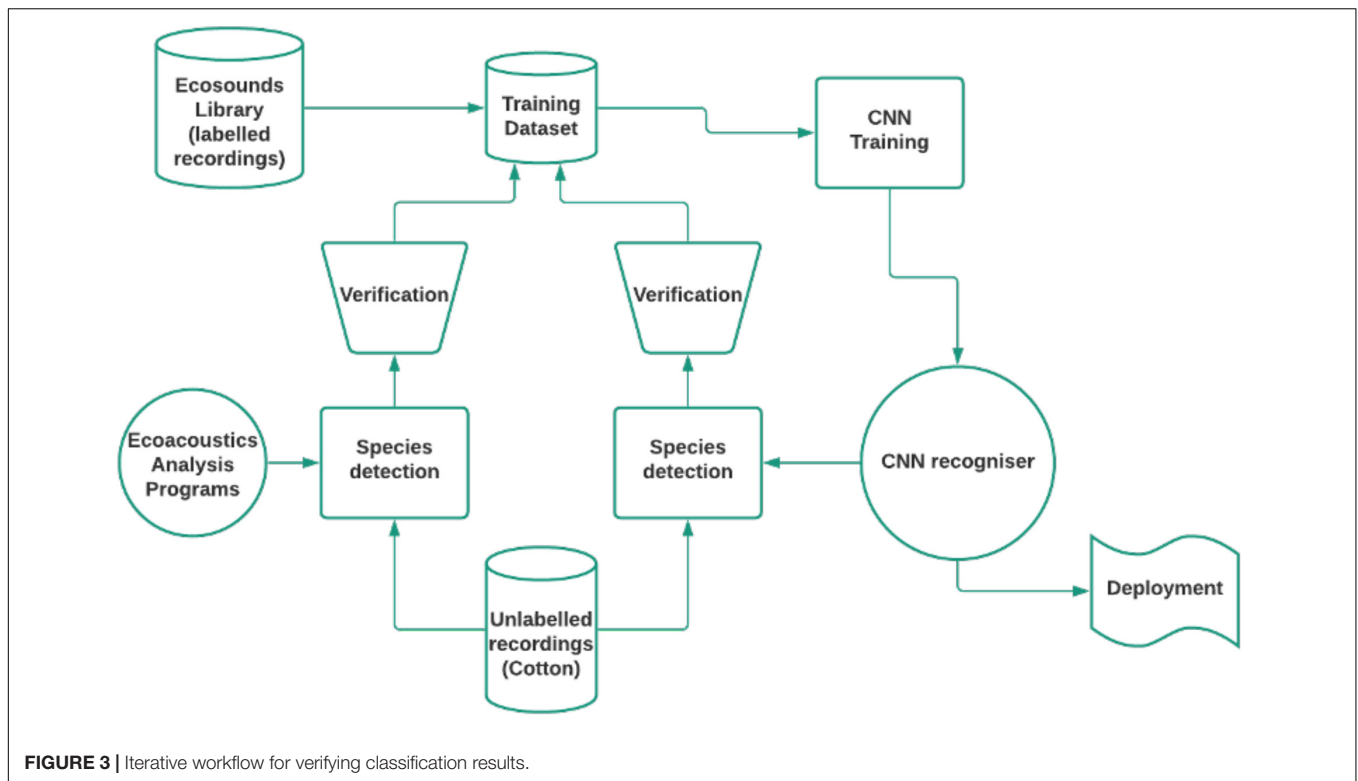 Ecosounds
Library
(labelled
recordings)
Training
Dataset
CNN
Training
Verification
Verification
Ecoacoustics
Analysis
Programs
Species
detection
Species
detection
CNN recogniser
Unlabelled
recordings
(Cotton)
Deployment
FIGURE 3 | Iterative workflow for verifying classification results.